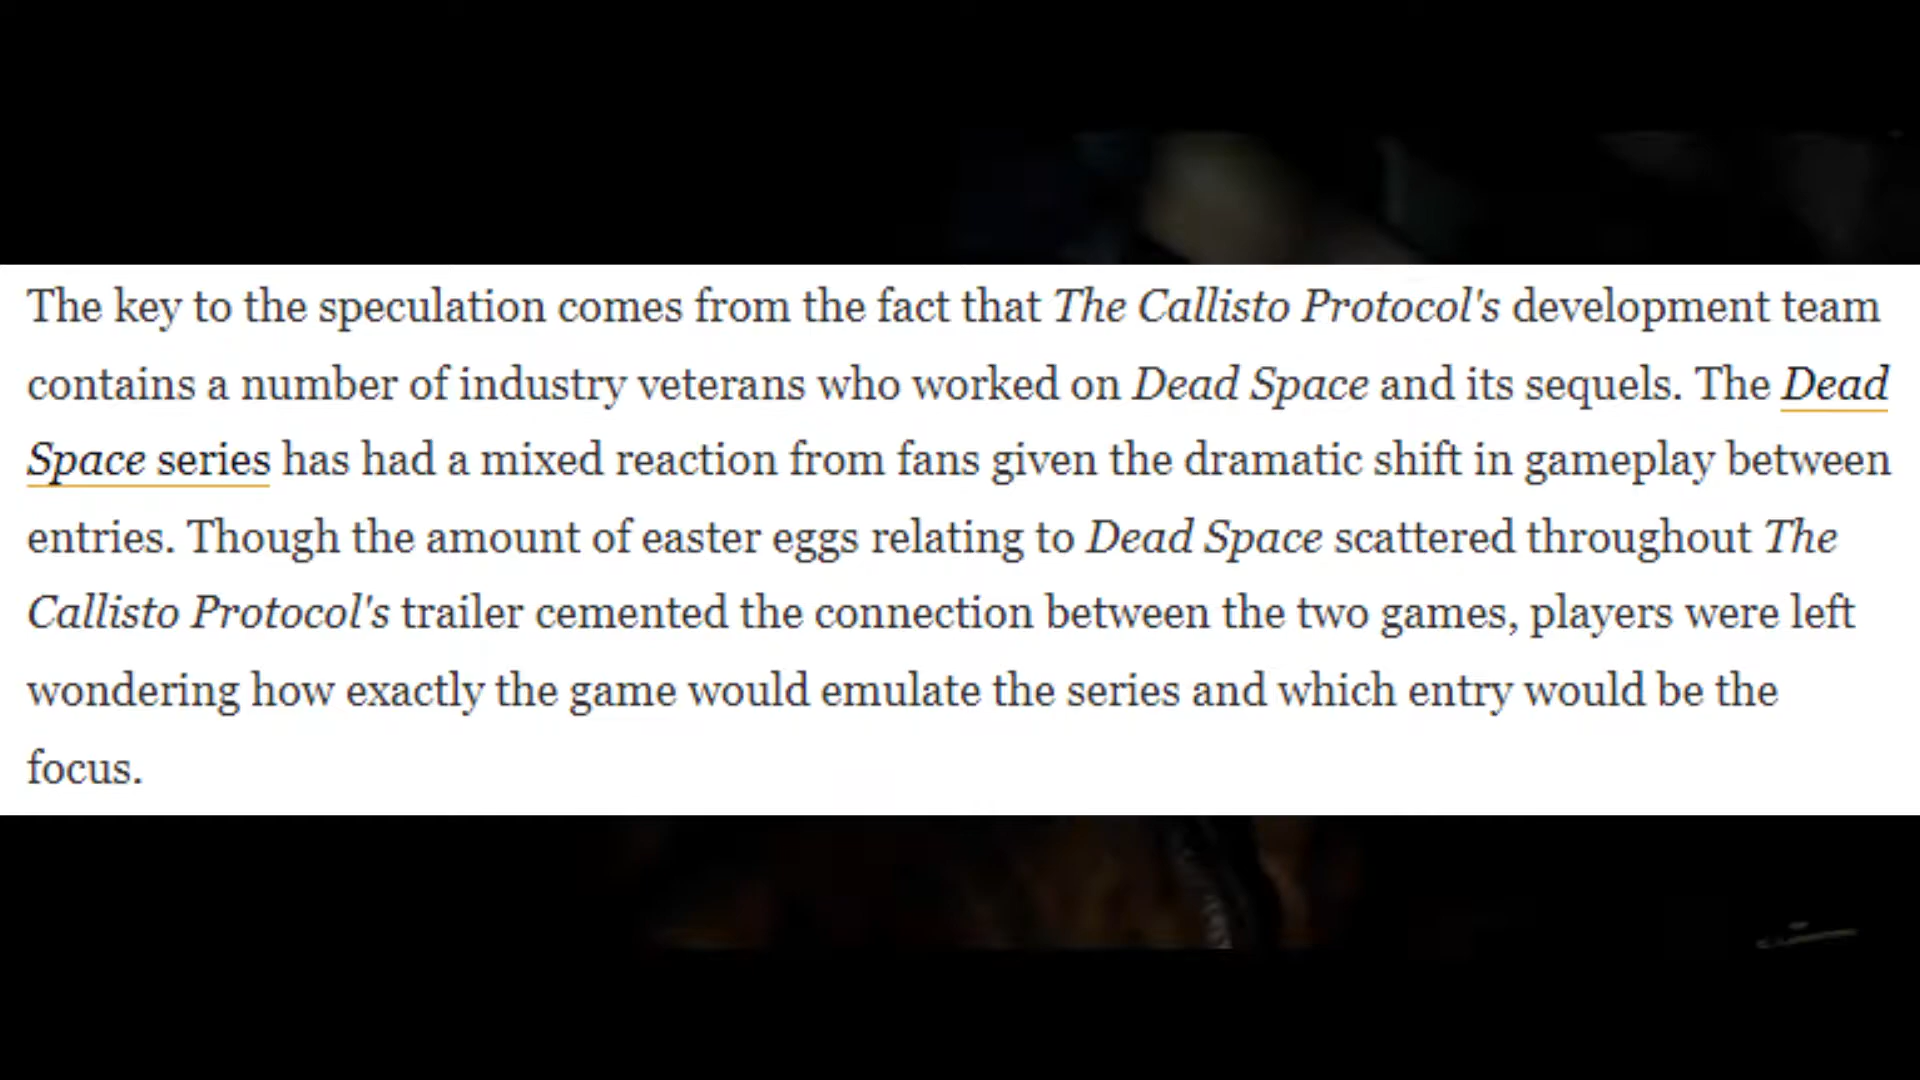 The key to the speculation comes from the fact that The Callisto Protocol's development team
contains a number of industry veterans who worked on Dead Space and its sequels. The Dead
Space series has had a mixed reaction from fans given the dramatic shift in gameplay between
entries. Though the amount of easter eggs relating to Dead Space scattered throughout The
Callisto Protocol's trailer cemented the connection between the two games, players were left
wondering how exactly the game would emulate the series and which entry would be the
focus.